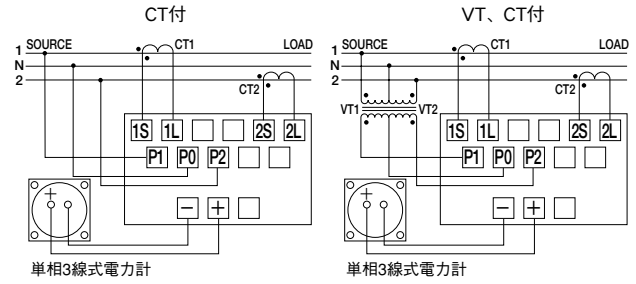 CT付
1 SOURCE CT1 LOAD
N
2
CT2
1S 1L 2S 2L
P1 P0 P2
+ − +
単相3線式電力計
VT、CT付
1 SOURCE CT1 LOAD
N
2
CT2
VT1 VT2
1S 1L 2S 2L
P1 P0 P2
+ − +
単相3線式電力計